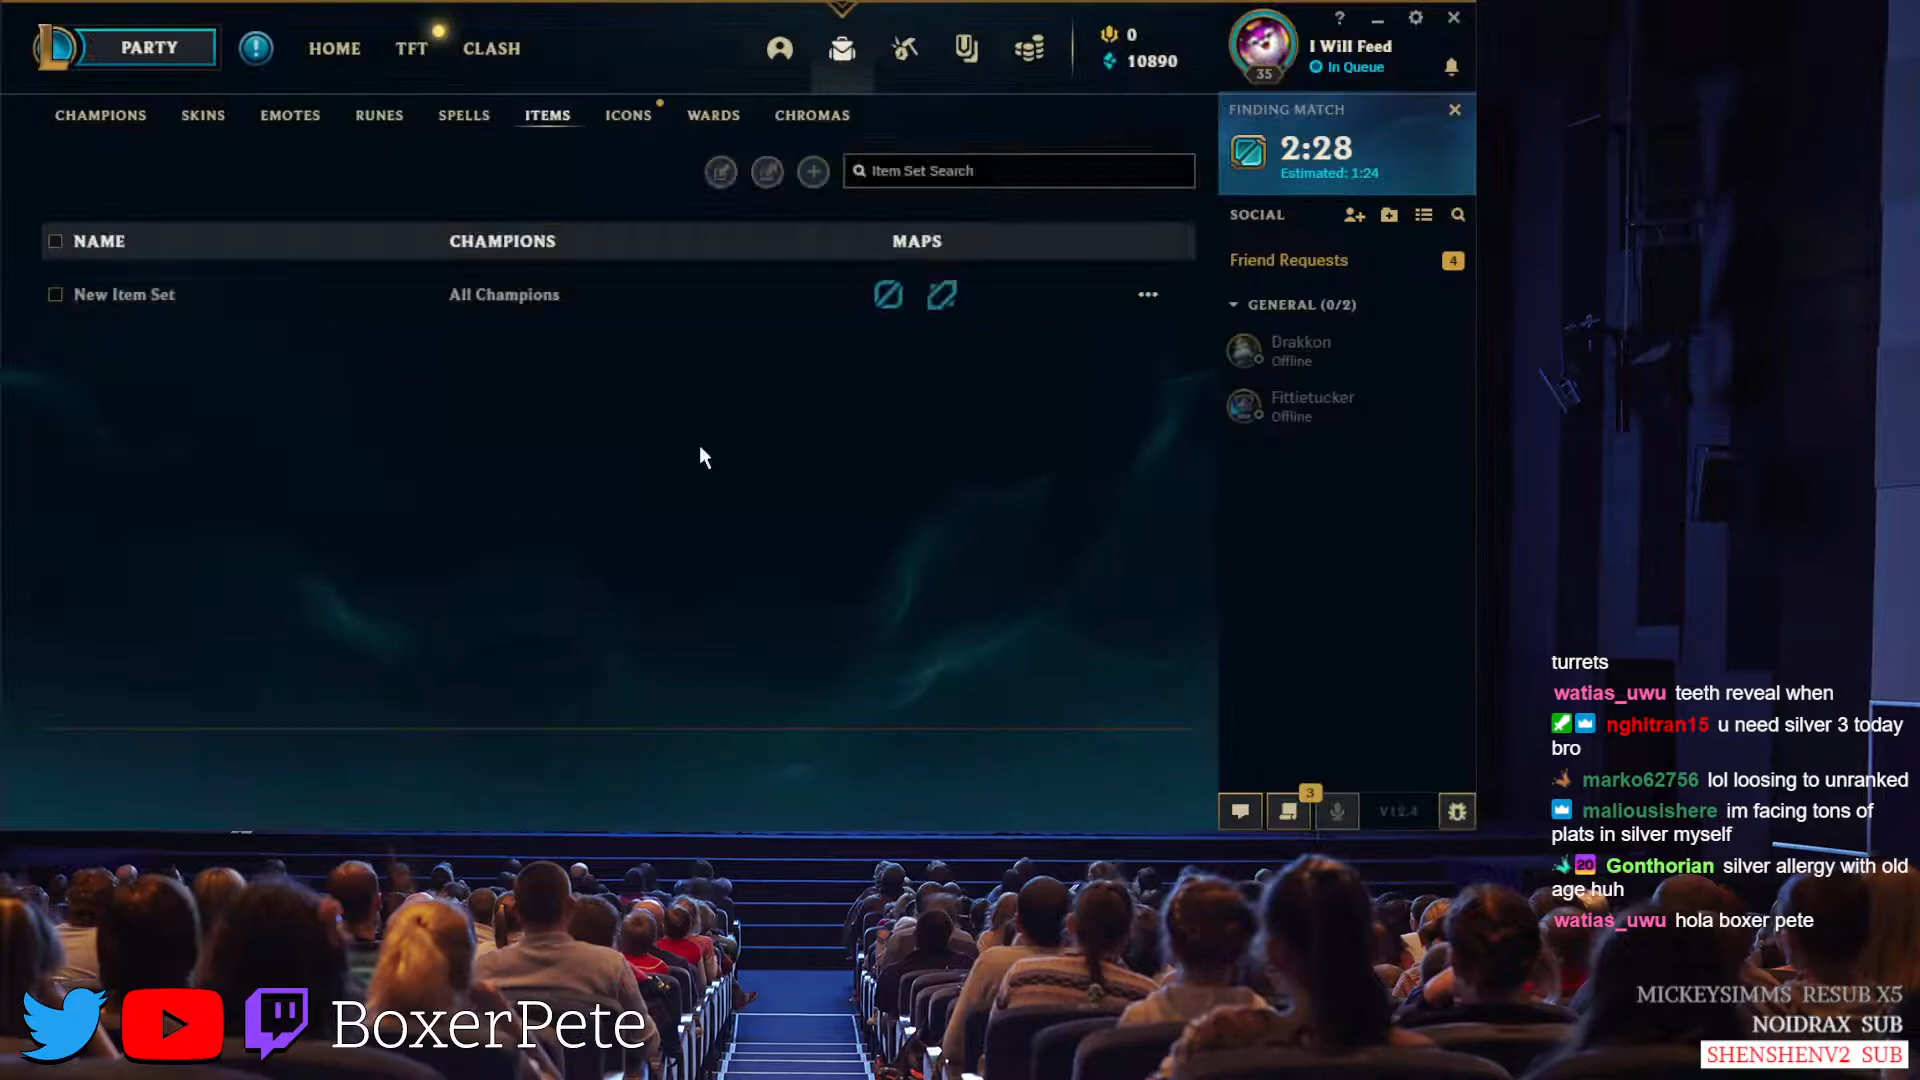 PARTY
HOME
TFT
CLASH
0
10890
35
I Will Feed
In Queue
CHAMPIONS
SKINS
EMOTES
RUNES
SPELLS
ITEMS
ICONS
WARDS
CHROMAS
FINDING MATCH
2:28
Estimated: 1:24
Item Set Search
SOCIAL
NAME
CHAMPIONS
MAPS
Friend Requests
4
New Item Set
All Champions
GENERAL (0/2)
Drakkon
Offline
Fittietucker
Offline
3
V12.4
turrets
watias_uwu teeth reveal when
nghitran15 u need silver 3 today
bro
marko62756 lol loosing to unranked
maliousishere im facing tons of
plats in silver myself
20 Gonthorian silver allergy with old
age huh
watias_uwu hola boxer pete
BoxerPete
MICKEYSIMMS RESUB X5
NOIDRAX SUB
SHENSHENV2 SUB